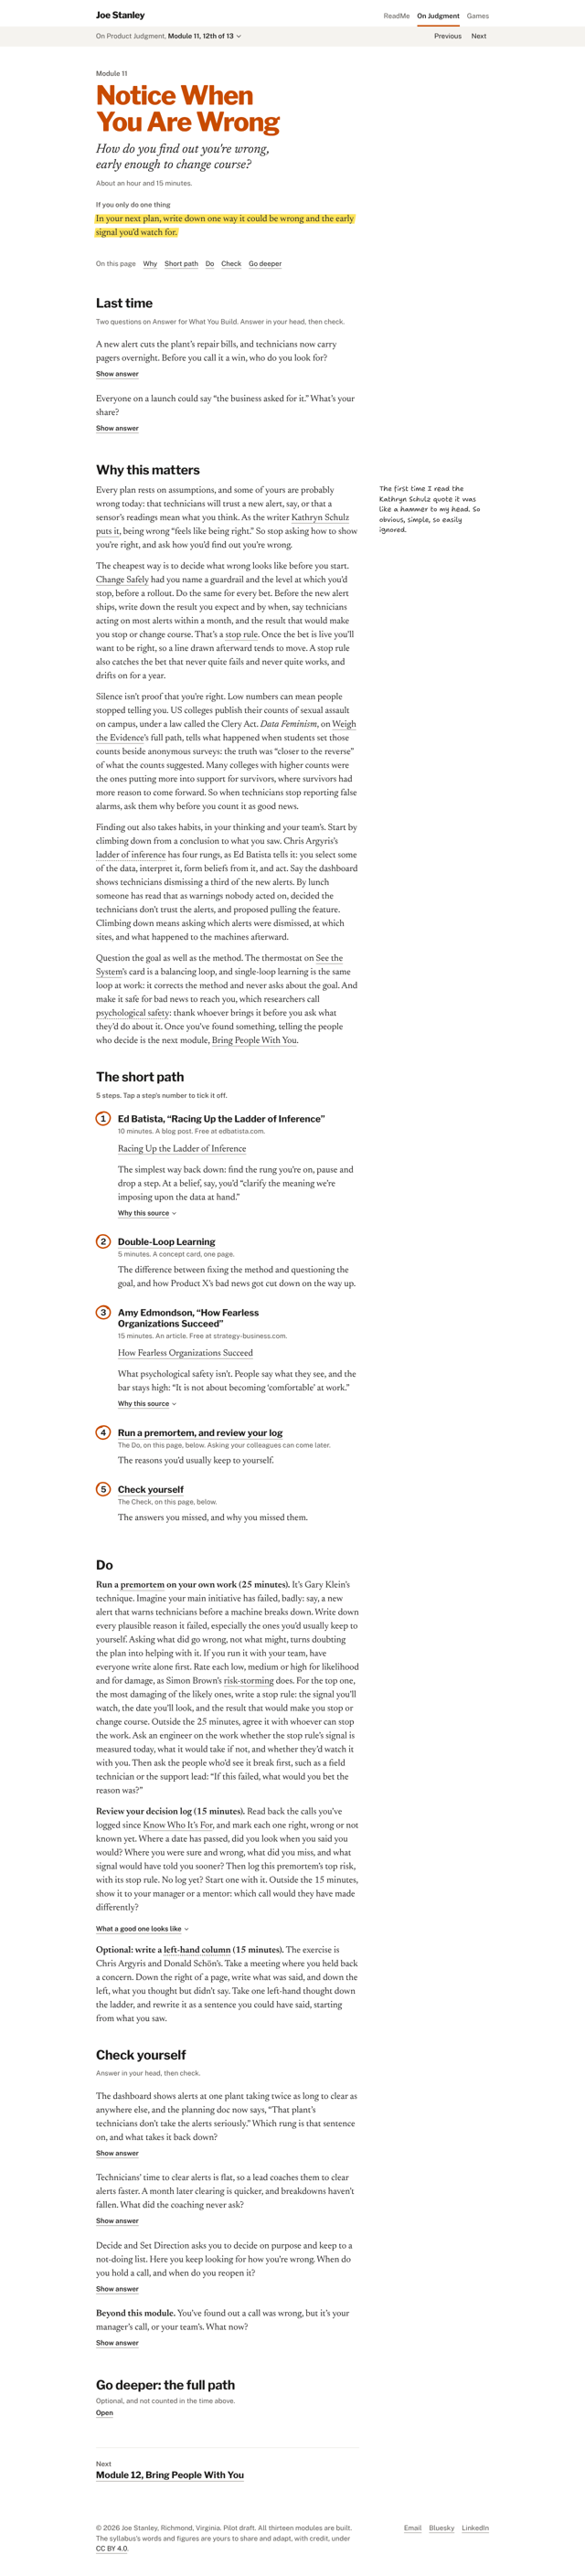 Joe Stanley
ReadMe On Judgment Games
On Product Judgment, Module 11, 12th of 13
Previous Next
Module 11
Notice When
You Are Wrong
How do you find out you're wrong,
early enough to change course?
About an hour and 15 minutes.
If you only do one thing
In your next plan, write down one way it could be wrong and the early
signal you'd watch for.
On this page Why Short path Do Check Go deeper
Last time
Two questions on Answer for What You Build. Answer in your head, then check.
A new alert cuts the plant's repair bills, and technicians now carry
pagers overnight. Before you call it a win, who do you look for?
Show answer
Everyone on a launch could say “the business asked for it.” What's your
share?
Show answer
Why this matters
Every plan rests on assumptions, and some of yours are probably
wrong today: that technicians will trust a new alert, say, or that a
sensor's readings mean what you think. As the writer Kathryn Schulz
puts it, being wrong “feels like being right.” So stop asking how to show
you're right, and ask how you'd find out you're wrong.
The first time I read the
Kathryn Schulz quote it was
like a hammer to my head. So
obvious, simple, so easily
ignored.
The cheapest way is to decide what wrong looks like before you start.
Change Safely had you name a guardrail and the level at which you'd
stop, before a rollout. Do the same for every bet. Before the new alert
ships, write down the result you expect and by when, say technicians
acting on most alerts within a month, and the result that would make
you stop or change course. That's a stop rule. Once the bet is live you'll
want to be right, so a line drawn afterward tends to move. A stop rule
also catches the bet that never quite fails and never quite works, and
drifts on for a year.
Silence isn't proof that you're right. Low numbers can mean people
stopped telling you. US colleges publish their counts of sexual assault
on campus, under a law called the Clery Act. Data Feminism, on Weigh
the Evidence's full path, tells what happened when students set those
counts beside anonymous surveys: the truth was “closer to the reverse”
of what the counts suggested. Many colleges with higher counts were
the ones putting more into support for survivors, where survivors had
more reason to come forward. So when technicians stop reporting false
alarms, ask them why before you count it as good news.
Finding out also takes habits, in your thinking and your team's. Start by
climbing down from a conclusion to what you saw. Chris Argyris's
ladder of inference has four rungs, as Ed Batista tells it: you select some
of the data, interpret it, form beliefs from it, and act. Say the dashboard
shows technicians dismissing a third of the new alerts. By lunch
someone has read that as warnings nobody acted on, decided the
technicians don't trust the alerts, and proposed pulling the feature.
Climbing down means asking which alerts were dismissed, at which
sites, and what happened to the machines afterward.
Question the goal as well as the method. The thermostat on See the
System's card is a balancing loop, and single-loop learning is the same
loop at work: it corrects the method and never asks about the goal. And
make it safe for bad news to reach you, which researchers call
psychological safety: thank whoever brings it before you ask what
they'd do about it. Once you've found something, telling the people
who decide is the next module, Bring People With You.
The short path
5 steps. Tap a step's number to tick it off.
1 Ed Batista, “Racing Up the Ladder of Inference”
10 minutes. A blog post. Free at edbatista.com.
Racing Up the Ladder of Inference
The simplest way back down: find the rung you're on, pause and
drop a step. At a belief, say, you'd “clarify the meaning we're
imposing upon the data at hand.”
Why this source
2 Double-Loop Learning
5 minutes. A concept card, one page.
The difference between fixing the method and questioning the
goal, and how Product X's bad news got cut down on the way up.
3 Amy Edmondson, “How Fearless
Organizations Succeed”
15 minutes. An article. Free at strategy-business.com.
How Fearless Organizations Succeed
What psychological safety isn't. People say what they see, and the
bar stays high: “It is not about becoming ‘comfortable’ at work.”
Why this source
4 Run a premortem, and review your log
The Do, on this page, below. Asking your colleagues can come later.
The reasons you'd usually keep to yourself.
5 Check yourself
The Check, on this page, below.
The answers you missed, and why you missed them.
Do
Run a premortem on your own work (25 minutes). It's Gary Klein's
technique. Imagine your main initiative has failed, badly: say, a new
alert that warns technicians before a machine breaks down. Write down
every plausible reason it failed, especially the ones you'd usually keep to
yourself. Asking what did go wrong, not what might, turns doubting
the plan into helping with it. If you run it with your team, have
everyone write alone first. Rate each low, medium or high for likelihood
and for damage, as Simon Brown's risk-storming does. For the top one,
the most damaging of the likely ones, write a stop rule: the signal you'll
watch, the date you'll look, and the result that would make you stop or
change course. Outside the 25 minutes, agree it with whoever can stop
the work. Ask an engineer on the work whether the stop rule's signal is
measured today, what it would take if not, and whether they'd watch it
with you. Then ask the people who'd see it break first, such as a field
technician or the support lead: “If this failed, what would you bet the
reason was?”
Review your decision log (15 minutes). Read back the calls you've
logged since Know Who It's For, and mark each one right, wrong or not
known yet. Where a date has passed, did you look when you said you
would? Where you were sure and wrong, what did you miss, and what
signal would have told you sooner? Then log this premortem's top risk,
with its stop rule. No log yet? Start one with it. Outside the 15 minutes,
show it to your manager or a mentor: which call would they have made
differently?
What a good one looks like
Optional: write a left-hand column (15 minutes). The exercise is
Chris Argyris and Donald Schön's. Take a meeting where you held back
a concern. Down the right of a page, write what was said, and down the
left, what you thought but didn't say. Take one left-hand thought down
the ladder, and rewrite it as a sentence you could have said, starting
from what you saw.
Check yourself
Answer in your head, then check.
The dashboard shows alerts at one plant taking twice as long to clear as
anywhere else, and the planning doc now says, “That plant's
technicians don't take the alerts seriously.” Which rung is that sentence
on, and what takes it back down?
Show answer
Technicians' time to clear alerts is flat, so a lead coaches them to clear
alerts faster. A month later clearing is quicker, and breakdowns haven't
fallen. What did the coaching never ask?
Show answer
Decide and Set Direction asks you to decide on purpose and keep to a
not-doing list. Here you keep looking for how you're wrong. When do
you hold a call, and when do you reopen it?
Show answer
Beyond this module. You've found out a call was wrong, but it's your
manager's call, or your team's. What now?
Show answer
Go deeper: the full path
Optional, and not counted in the time above.
Open
Next
Module 12, Bring People With You
© 2026 Joe Stanley, Richmond, Virginia. Pilot draft. All thirteen modules are built.
The syllabus's words and figures are yours to share and adapt, with credit, under
CC BY 4.0.
Email Bluesky LinkedIn